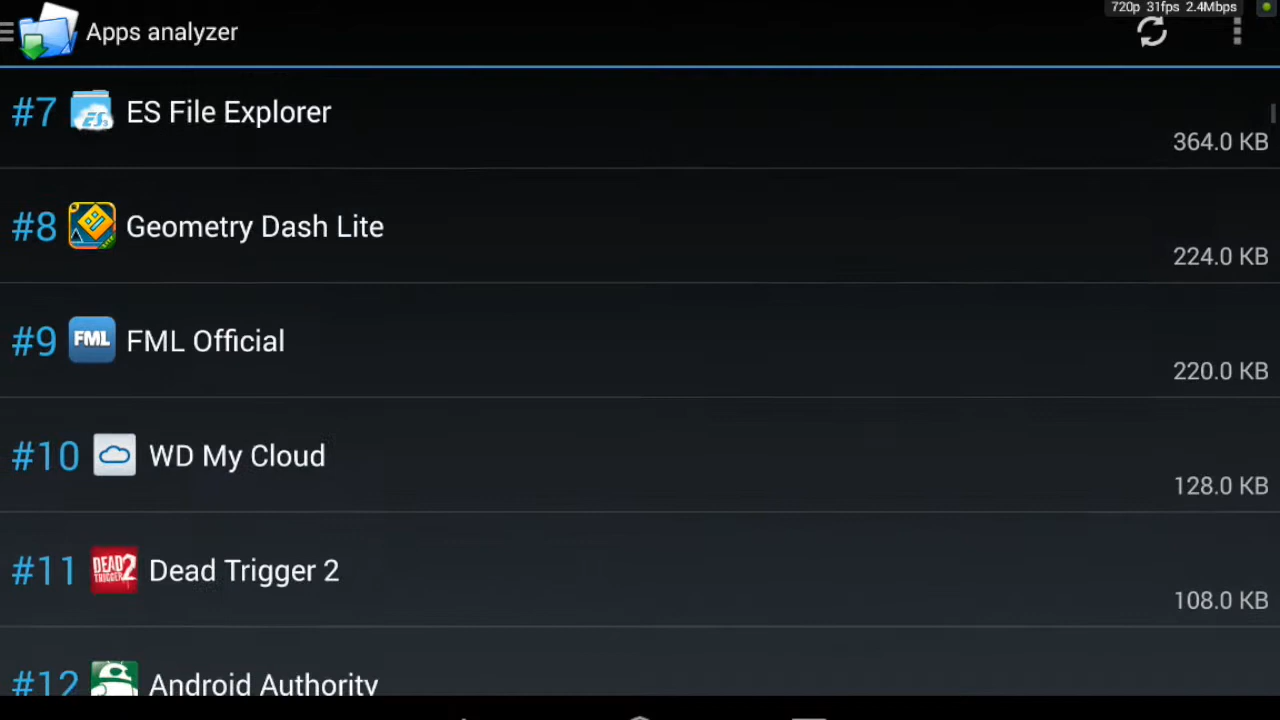 720p 31fps 2.4Mbps
Apps analyzer
#7 ES File Explorer
364.0 KB
#8 Geometry Dash Lite
224.0 KB
#9 FML FML Official
220.0 KB
#10 WD My Cloud
128.0 KB
#11 DEAD TRIGGER 2 Dead Trigger 2
108.0 KB
#12 Android Authority